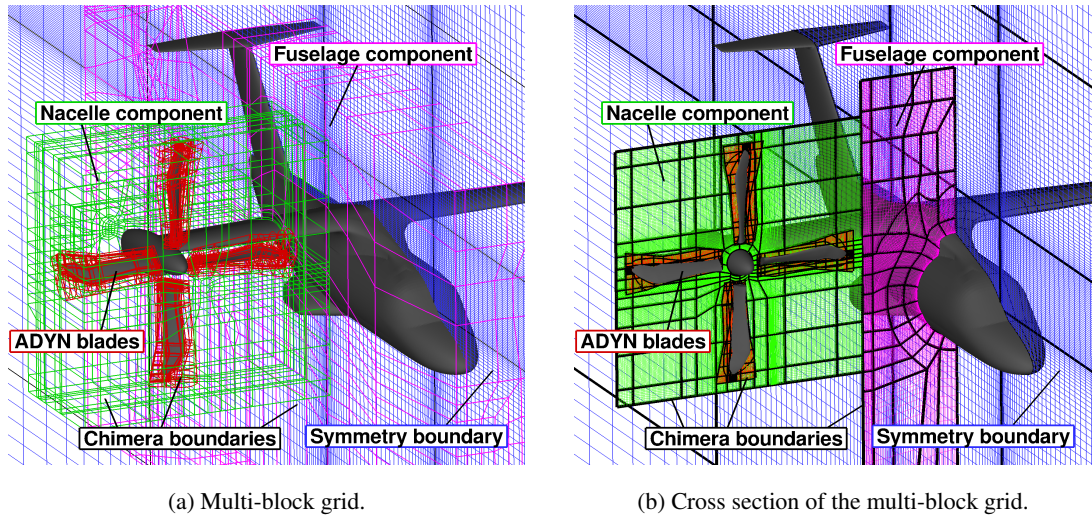 Fuselage component
Nacelle component
ADYN blades
Chimera boundaries
Symmetry boundary
(a) Multi-block grid.
Fuselage component
Nacelle component
ADYN blades
Chimera boundaries
Symmetry boundary
(b) Cross section of the multi-block grid.